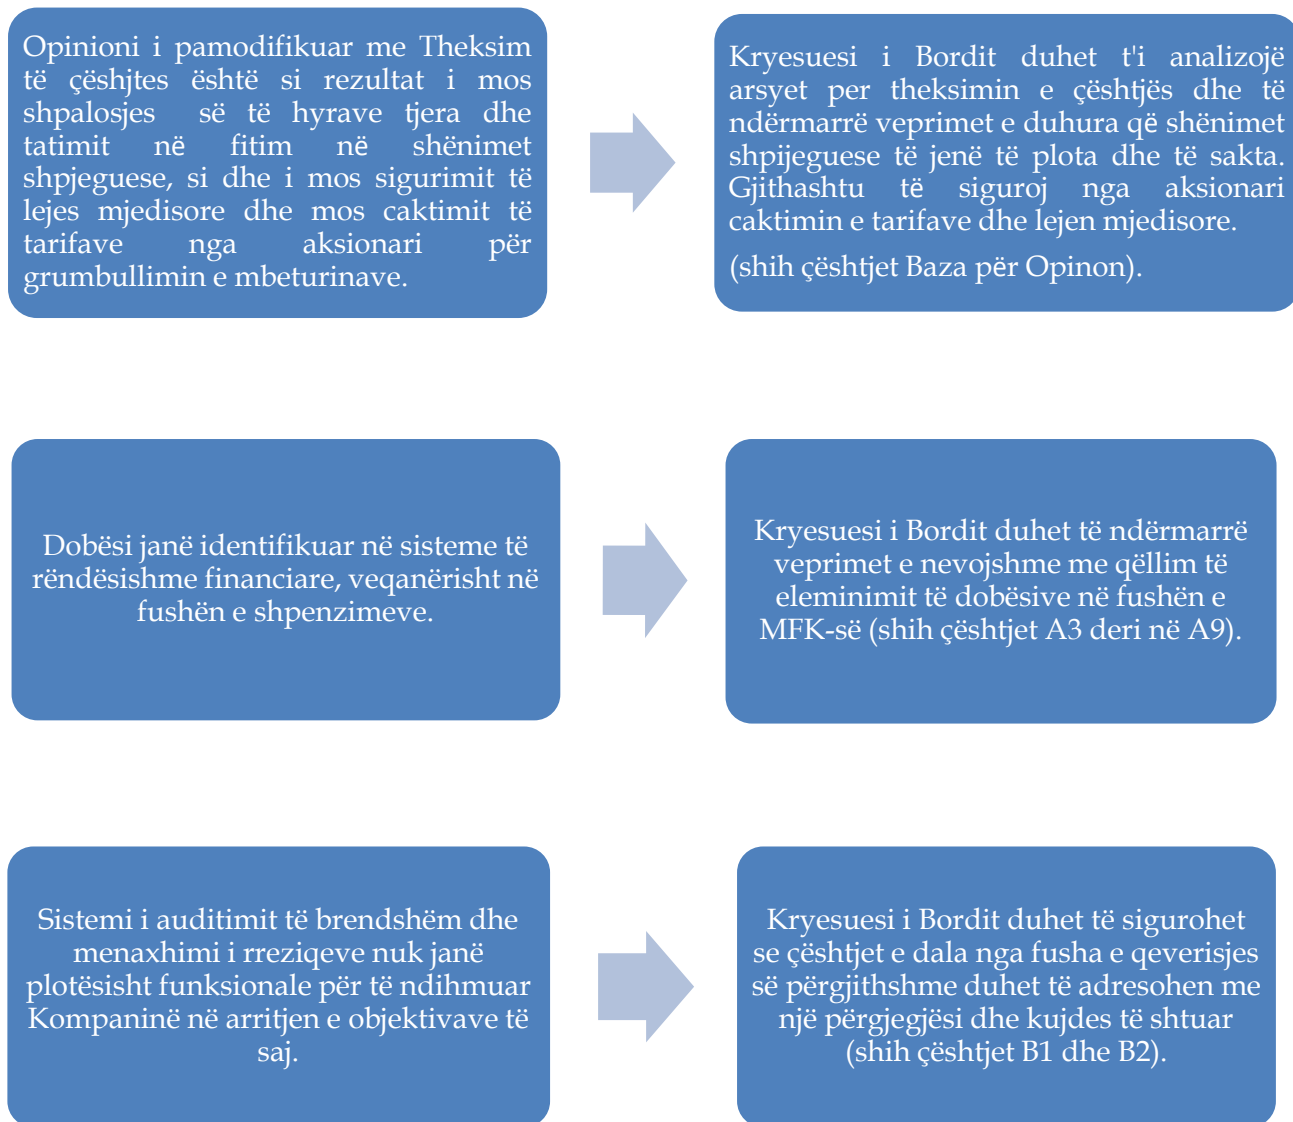 Opinioni i pamodifikuar me Theksim
të çështjes është si rezultat i mos
shpalosjes së të hyrave tjera dhe
tatimit në fitim në shënimet
shpjeguese, si dhe i mos sigurimit të
lejes mjedisore dhe mos caktimit të
tarifave nga aksionari për
grumbullimin e mbeturinave.
Kryesuesi i Bordit duhet t'i analizojë
arsyet per theksimin e çështjës dhe të
ndërmarrë veprimet e duhura që shënimet
shpijeguese të jenë të plota dhe të sakta.
Gjithashtu të siguroj nga aksionari
caktimin e tarifave dhe lejen mjedisore.
(shih çështjet Baza për Opinon).
Dobësi janë identifikuar në sisteme të
rëndësishme financiare, veqanërisht në
fushën e shpenzimeve.
Kryesuesi i Bordit duhet të ndërmarrë
veprimet e nevojshme me qëllim të
eleminimit të dobësive në fushën e
MFK-së (shih çështjet A3 deri në A9).
Sistemi i auditimit të brendshëm dhe
menaxhimi i rreziqeve nuk janë
plotësisht funksionale për të ndihmuar
Kompaninë në arritjen e objektivave të
saj.
Kryesuesi i Bordit duhet të sigurohet
se çështjet e dala nga fusha e qeverisjes
së përgjithshme duhet të adresohen me
një përgjegjësi dhe kujdes të shtuar
(shih çështjet B1 dhe B2).